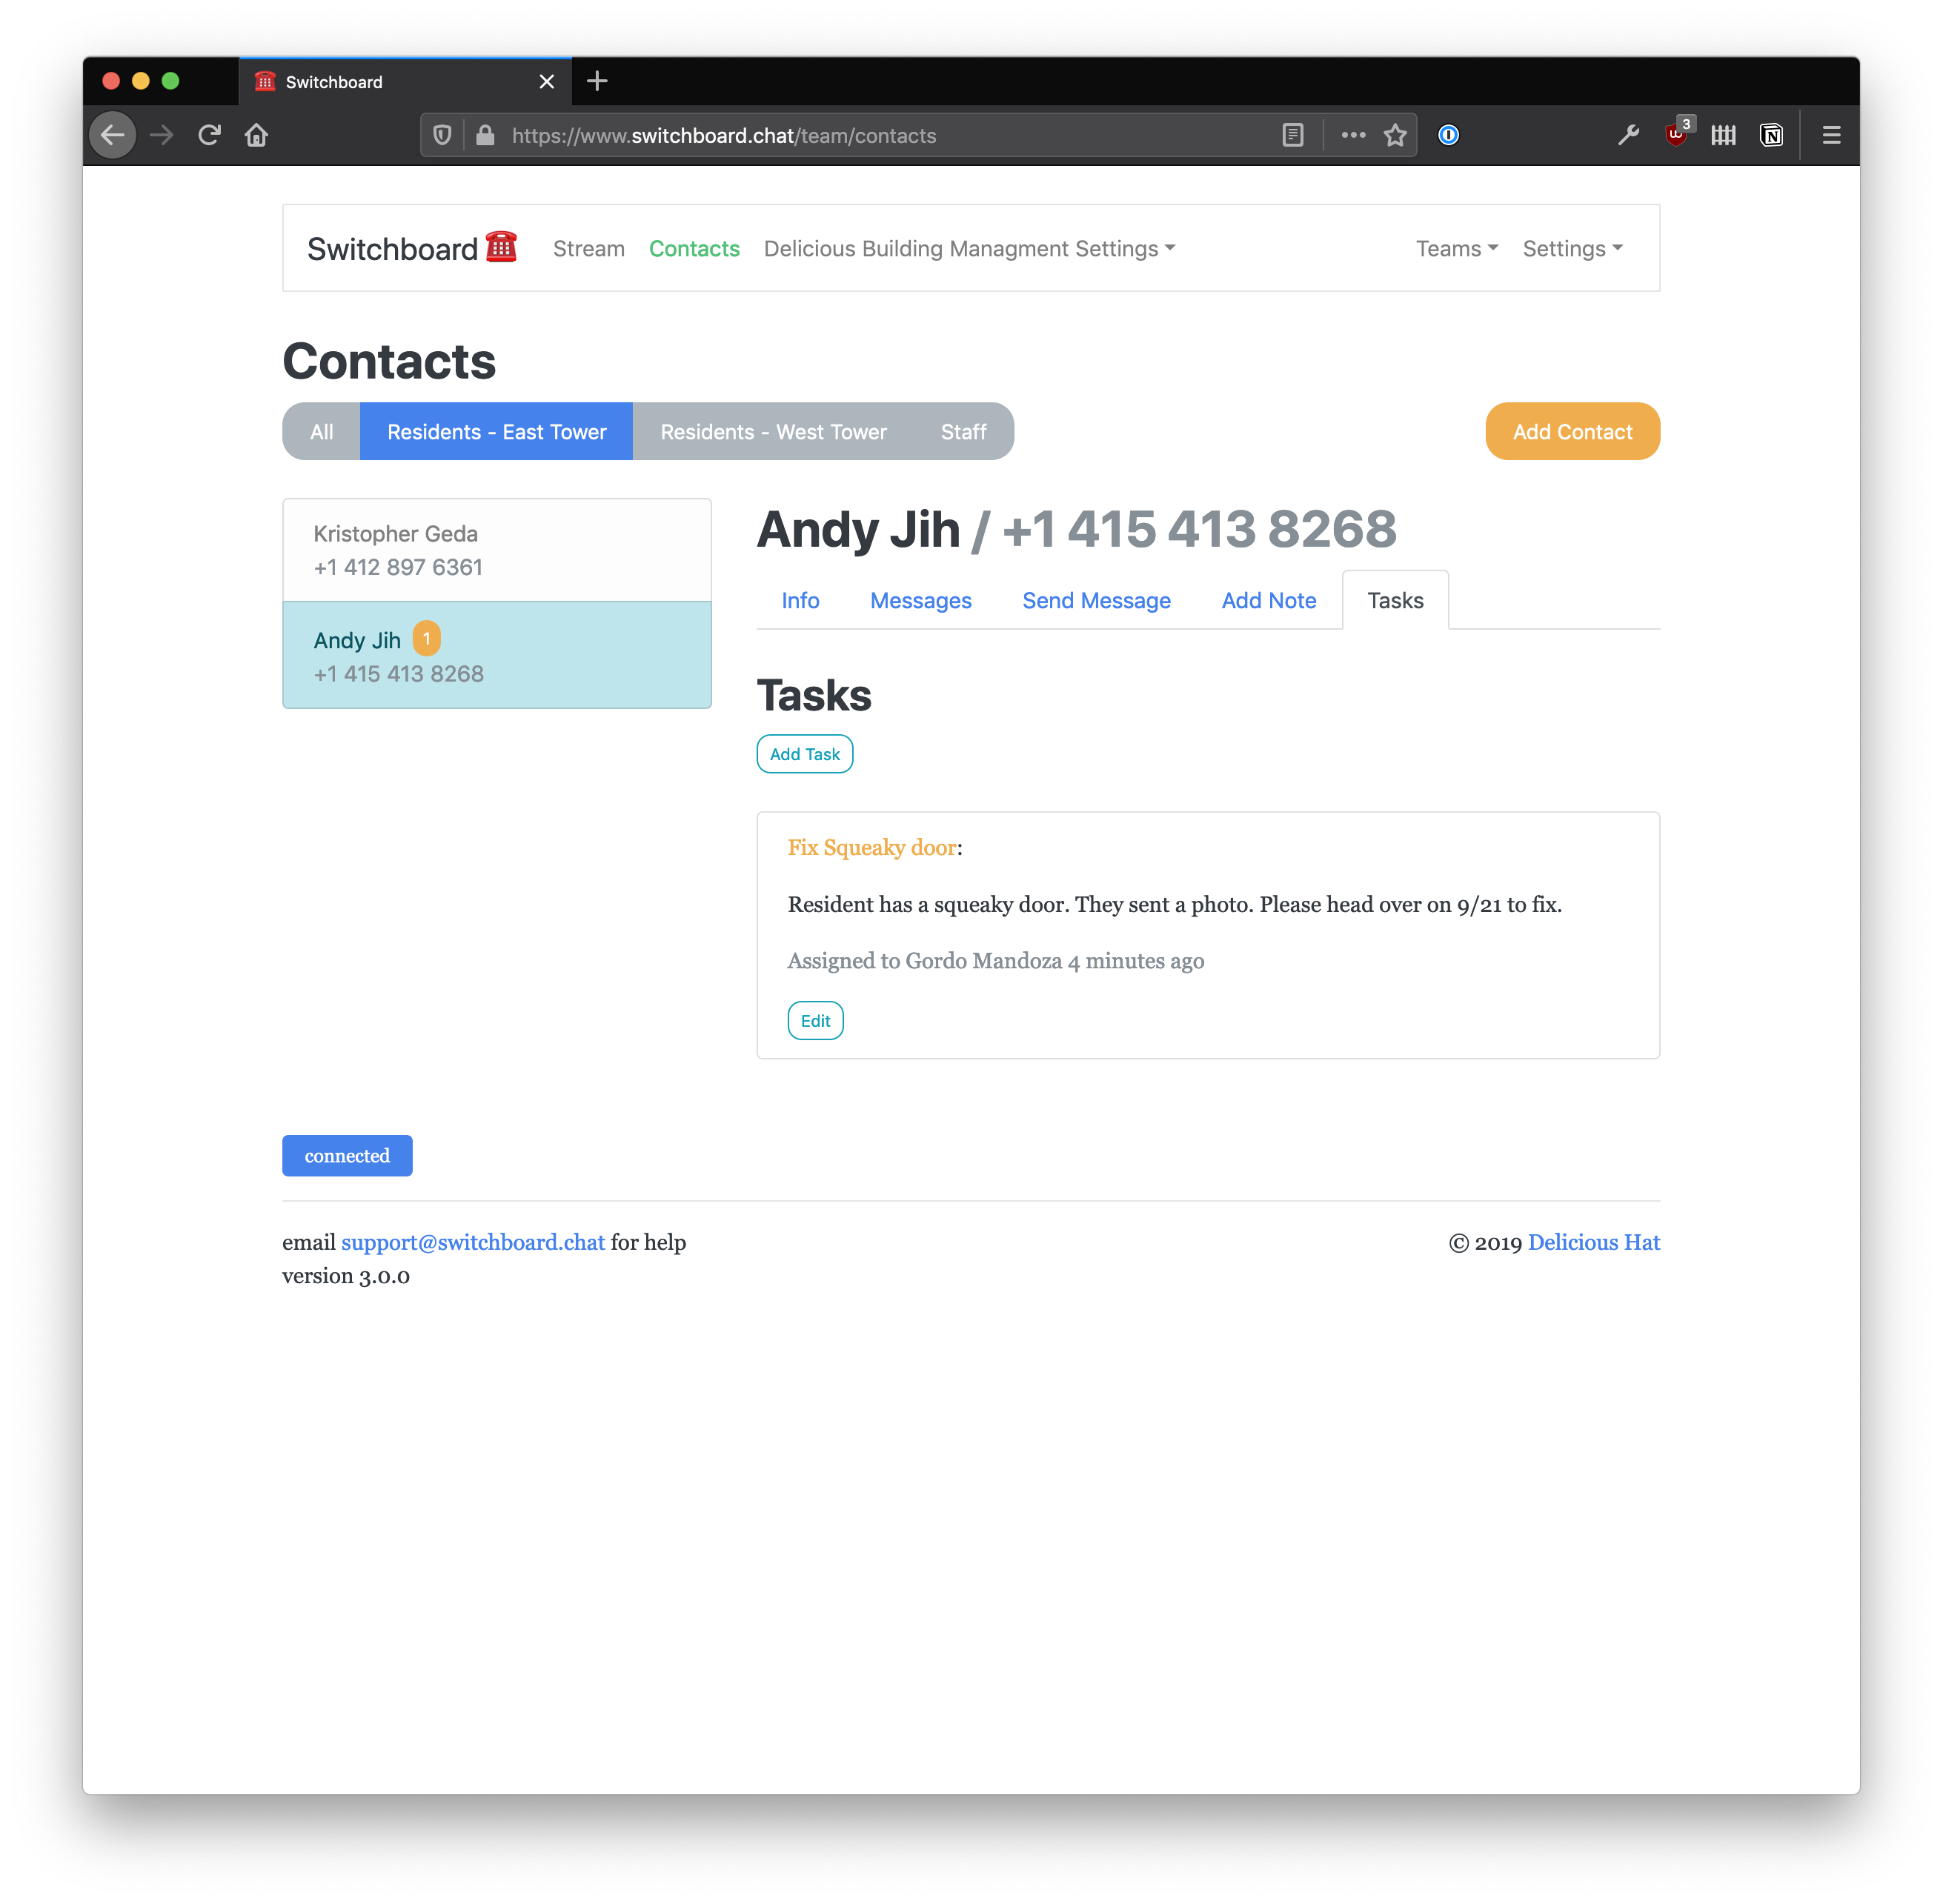 Switchboard
https://www.switchboard.chat/team/contacts
3
Switchboard Stream Contacts Delicious Building Managment Settings Teams Settings
Contacts
All Residents - East Tower Residents - West Tower Staff Add Contact
Kristopher Geda
+1 412 897 6361
Andy Jih 1
+1 415 413 8268
Andy Jih / +1 415 413 8268
Info Messages Send Message Add Note Tasks
Tasks
Add Task
Fix Squeaky door:
Resident has a squeaky door. They sent a photo. Please head over on 9/21 to fix.
Assigned to Gordo Mandoza 4 minutes ago
Edit
connected
email support@switchboard.chat for help
version 3.0.0
© 2019 Delicious Hat